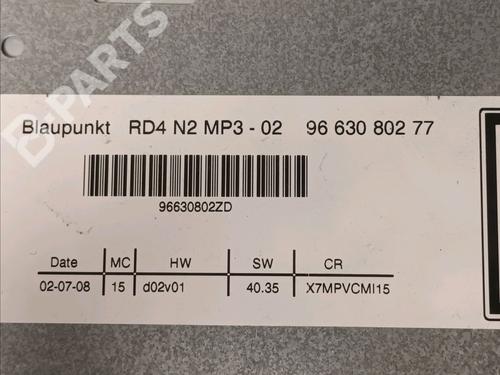 B-PARTS
Blaupunkt RD4 N2 MP3 - 02 96 630 802 77
96630802ZD
Date MC HW SW CR
02-07-08 15 d02v01 40.35 X7MPVCMI15